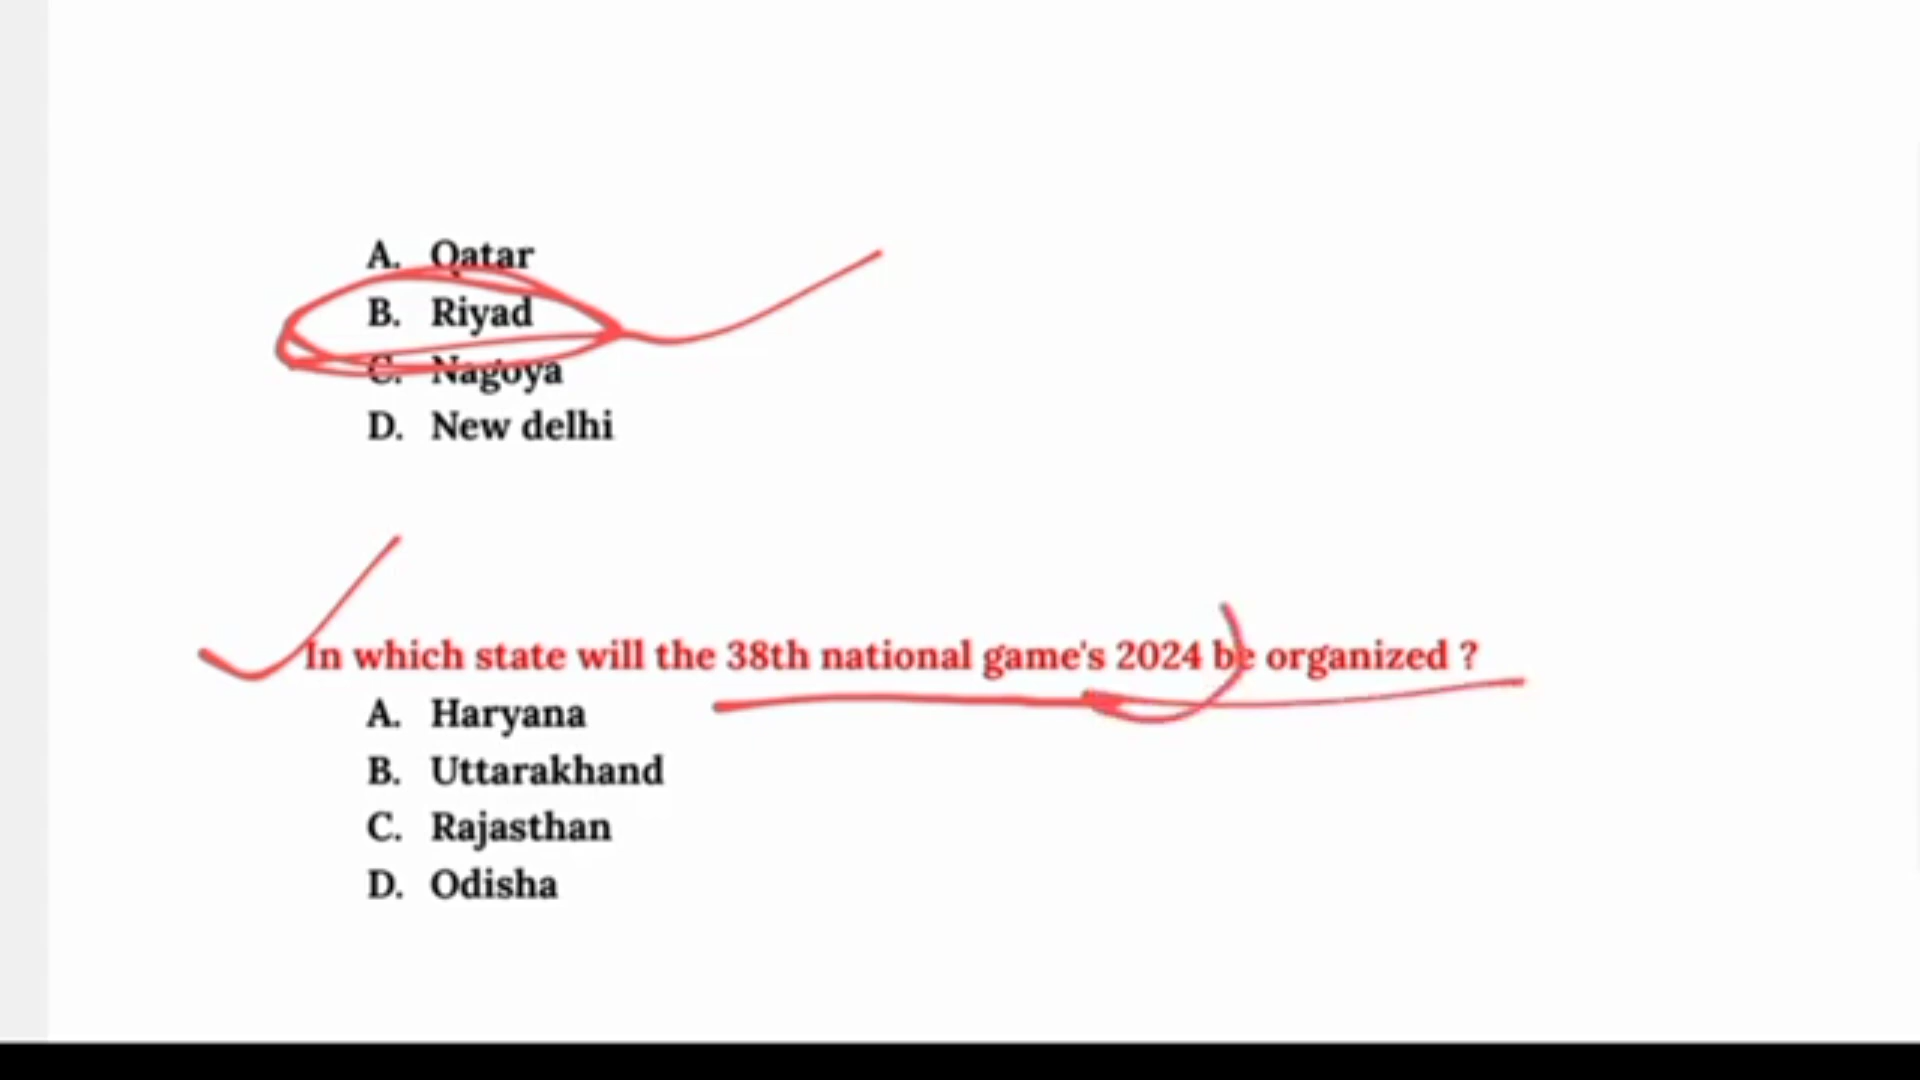 A. Qatar
B. Riyad
C. Nagoya
D. New delhi
In which state will the 38th national game's 2024 be organized ?
A. Haryana
B. Uttarakhand
C. Rajasthan
D. Odisha